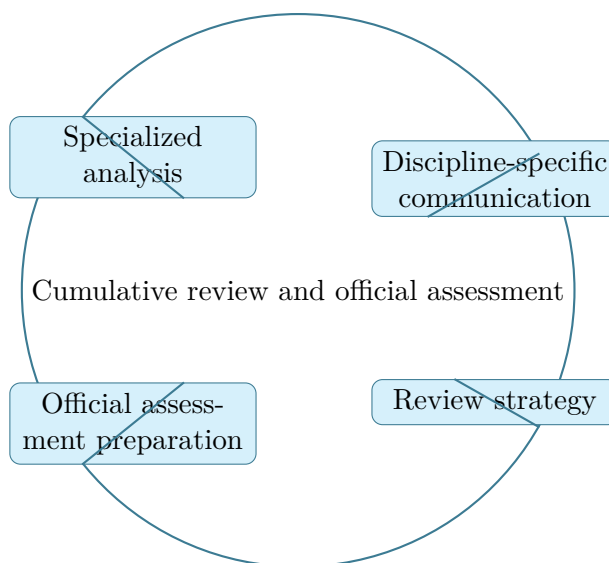 Specialized
analysis
Discipline-specific
communication
Cumulative review and official assessment
Official assess-
ment preparation
Review strategy